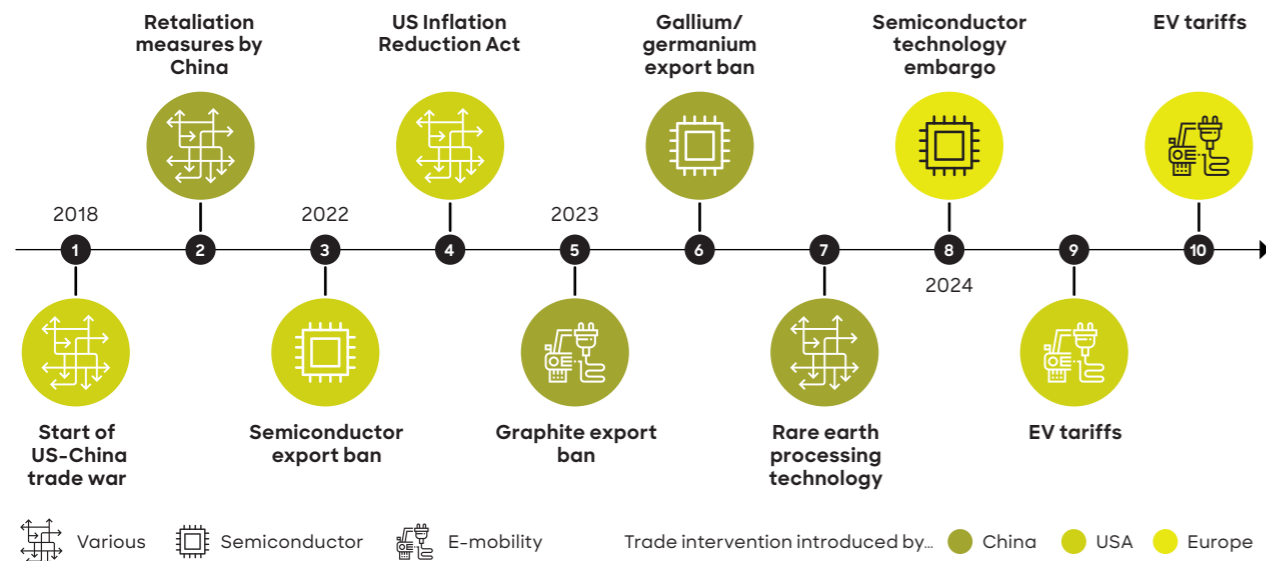 Retaliation
measures by
China
US Inflation
Reduction Act
Gallium/
germanium
export ban
Semiconductor
technology
embargo
EV tariffs
2018
2022
2023
1
2
3
4
5
6
7
8
9
10
2024
Start of
US-China
trade war
Semiconductor
export ban
Graphite export
ban
Rare earth
processing
technology
EV tariffs
Various
Semiconductor
E-mobility
Trade intervention introduced by...
China
USA
Europe